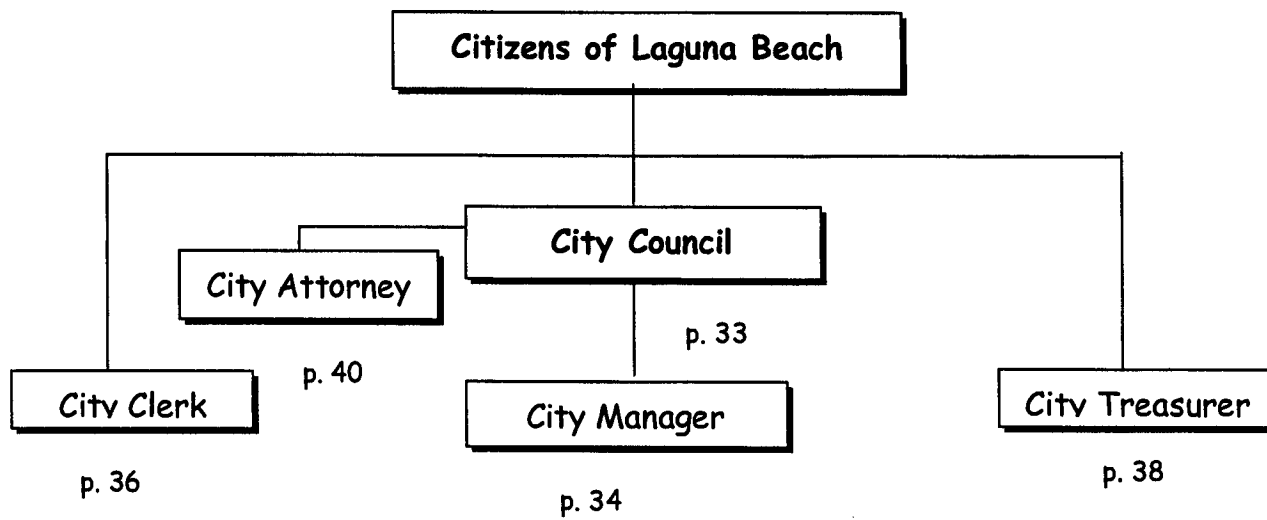 Citizens of Laguna Beach
City Council
City Attorney
p. 33
p. 40
City Clerk
City Manager
City Treasurer
p. 36
p. 34
p. 38